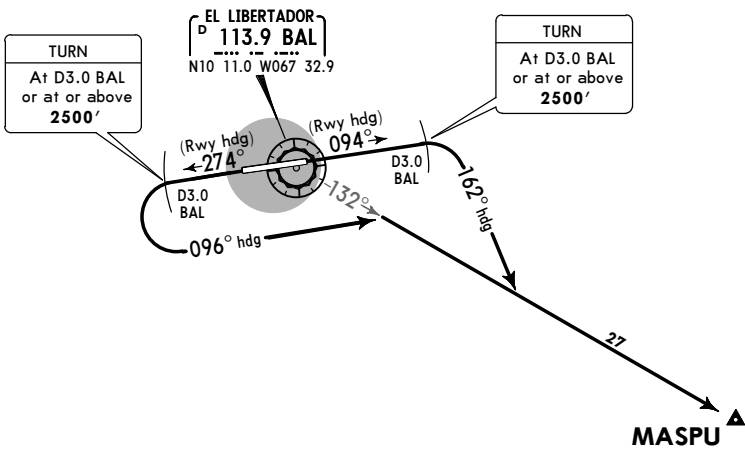 EL LIBERTADOR
D 113.9 BAL
N10 11.0 W067 32.9
TURN
At D3.0 BAL
or at or above
2500'
TURN
At D3.0 BAL
or at or above
2500'
(Rwy hdg)
274°
(Rwy hdg)
094°
D3.0
BAL
D3.0
BAL
132°
162° hdg
096° hdg
27
MASPU